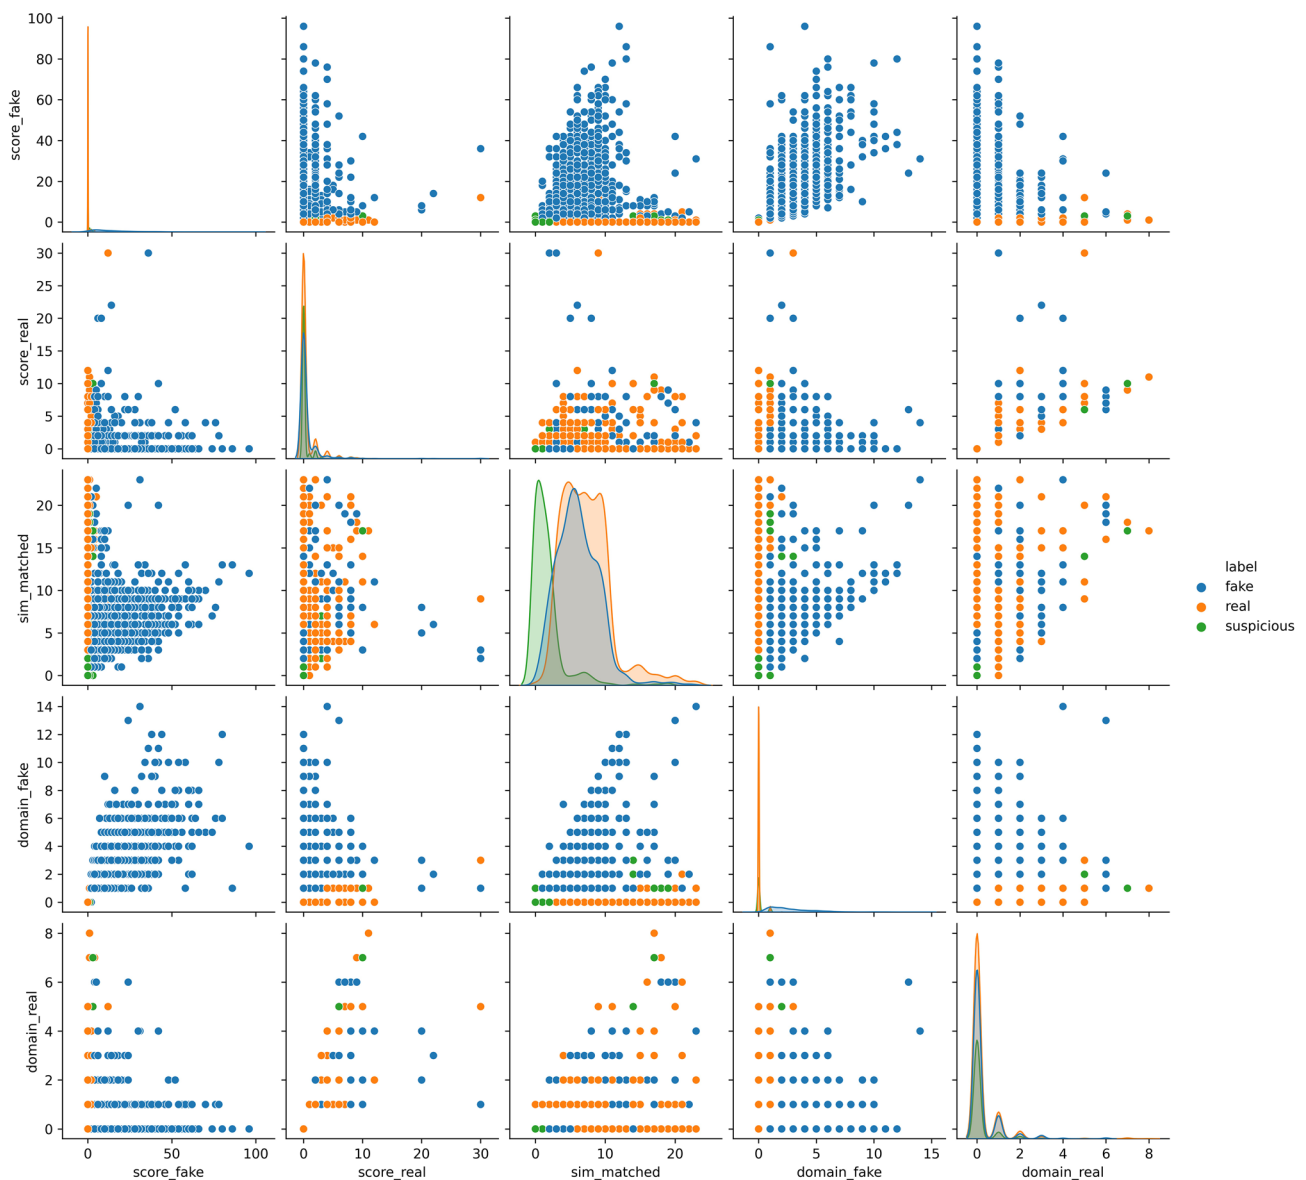 100
80
60
40
20
0
score_fake
30
25
20
15
10
5
0
score_real
20
15
10
5
0
sim_matched
label
fake
real
suspicious
14
12
10
8
6
4
2
0
domain_fake
8
6
4
2
0
domain_real
0 50 100 0 10 20 30 0 10 20 0 5 10 15 0 2 4 6 8
score_fake score_real sim_matched domain_fake domain_real